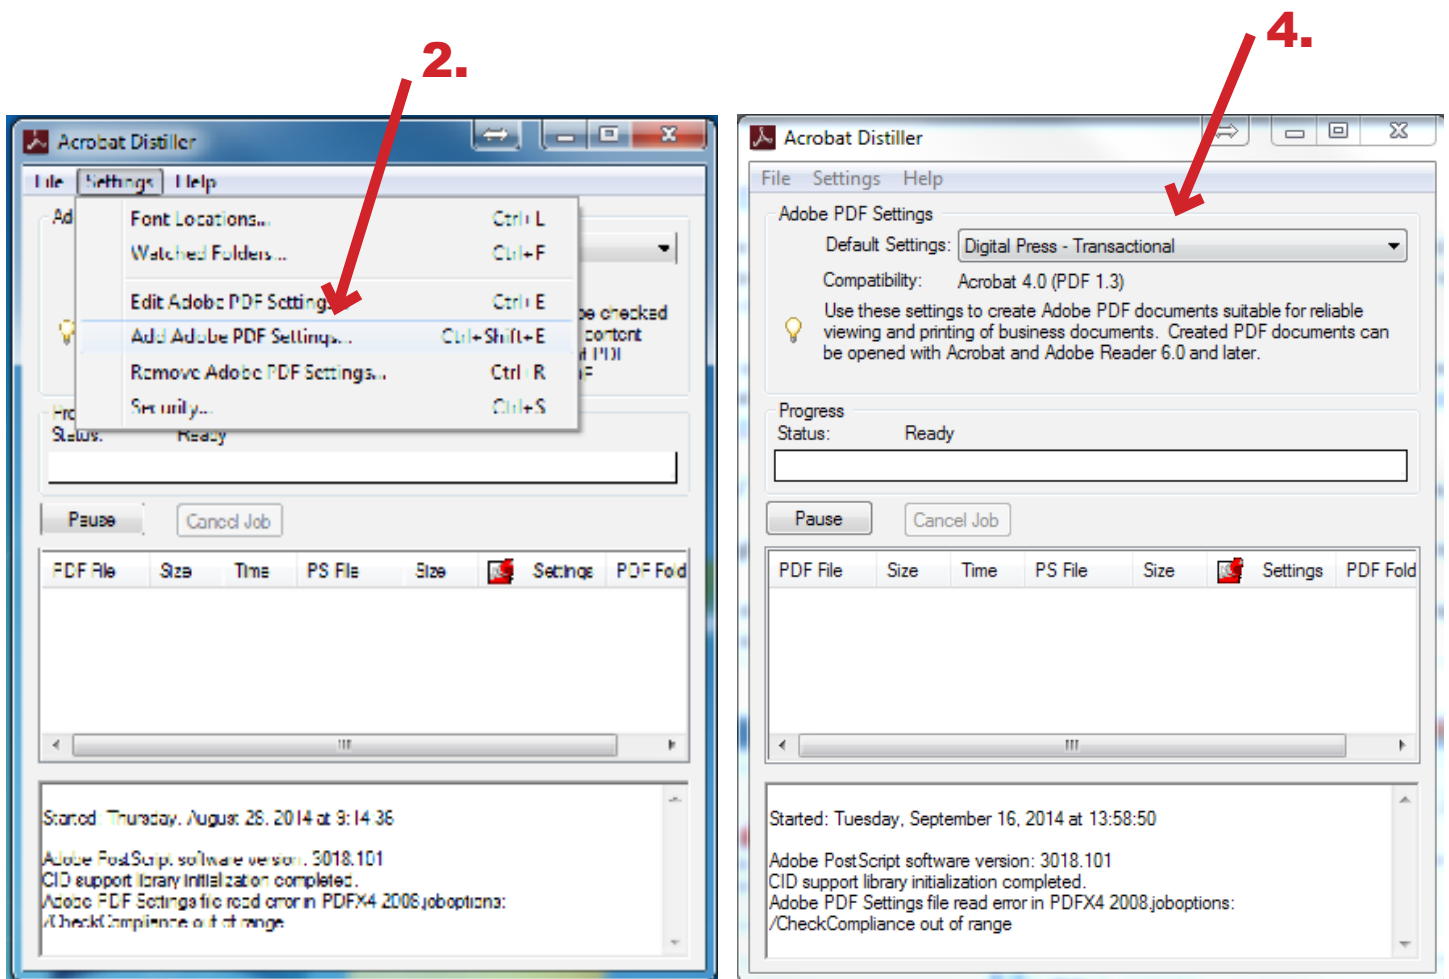 2.
4.
Acrobat Distiller
File Settings Help
Ad
Font Locations... Ctrl+L
Watched Folders... Ctrl+F
Edit Adobe PDF Settings Ctrl+E
be checked
Add Adobe PDF Settings... Ctrl+Shift+E
content
Remove Adobe PDF Settings... Ctrl+R
Security... Ctrl+S
Status: Ready
Pause Cancel Job
PDF File Size Time PS File Size Settings PDF Fold
Started: Thursday, August 28, 2014 at 9:14:36
Adobe PostScript software version: 3018.101
CID support library initialization completed.
Adobe PDF Settings file read error in PDFX4 2008.joboptions:
/CheckCompliance out of range
Acrobat Distiller
File Settings Help
Adobe PDF Settings
Default Settings: Digital Press - Transactional
Compatibility: Acrobat 4.0 (PDF 1.3)
Use these settings to create Adobe PDF documents suitable for reliable
viewing and printing of business documents. Created PDF documents can
be opened with Acrobat and Adobe Reader 6.0 and later.
Progress
Status: Ready
Pause Cancel Job
PDF File Size Time PS File Size Settings PDF Fold
Started: Tuesday, September 16, 2014 at 13:58:50
Adobe PostScript software version: 3018.101
CID support library initialization completed.
Adobe PDF Settings file read error in PDFX4 2008.joboptions:
/CheckCompliance out of range